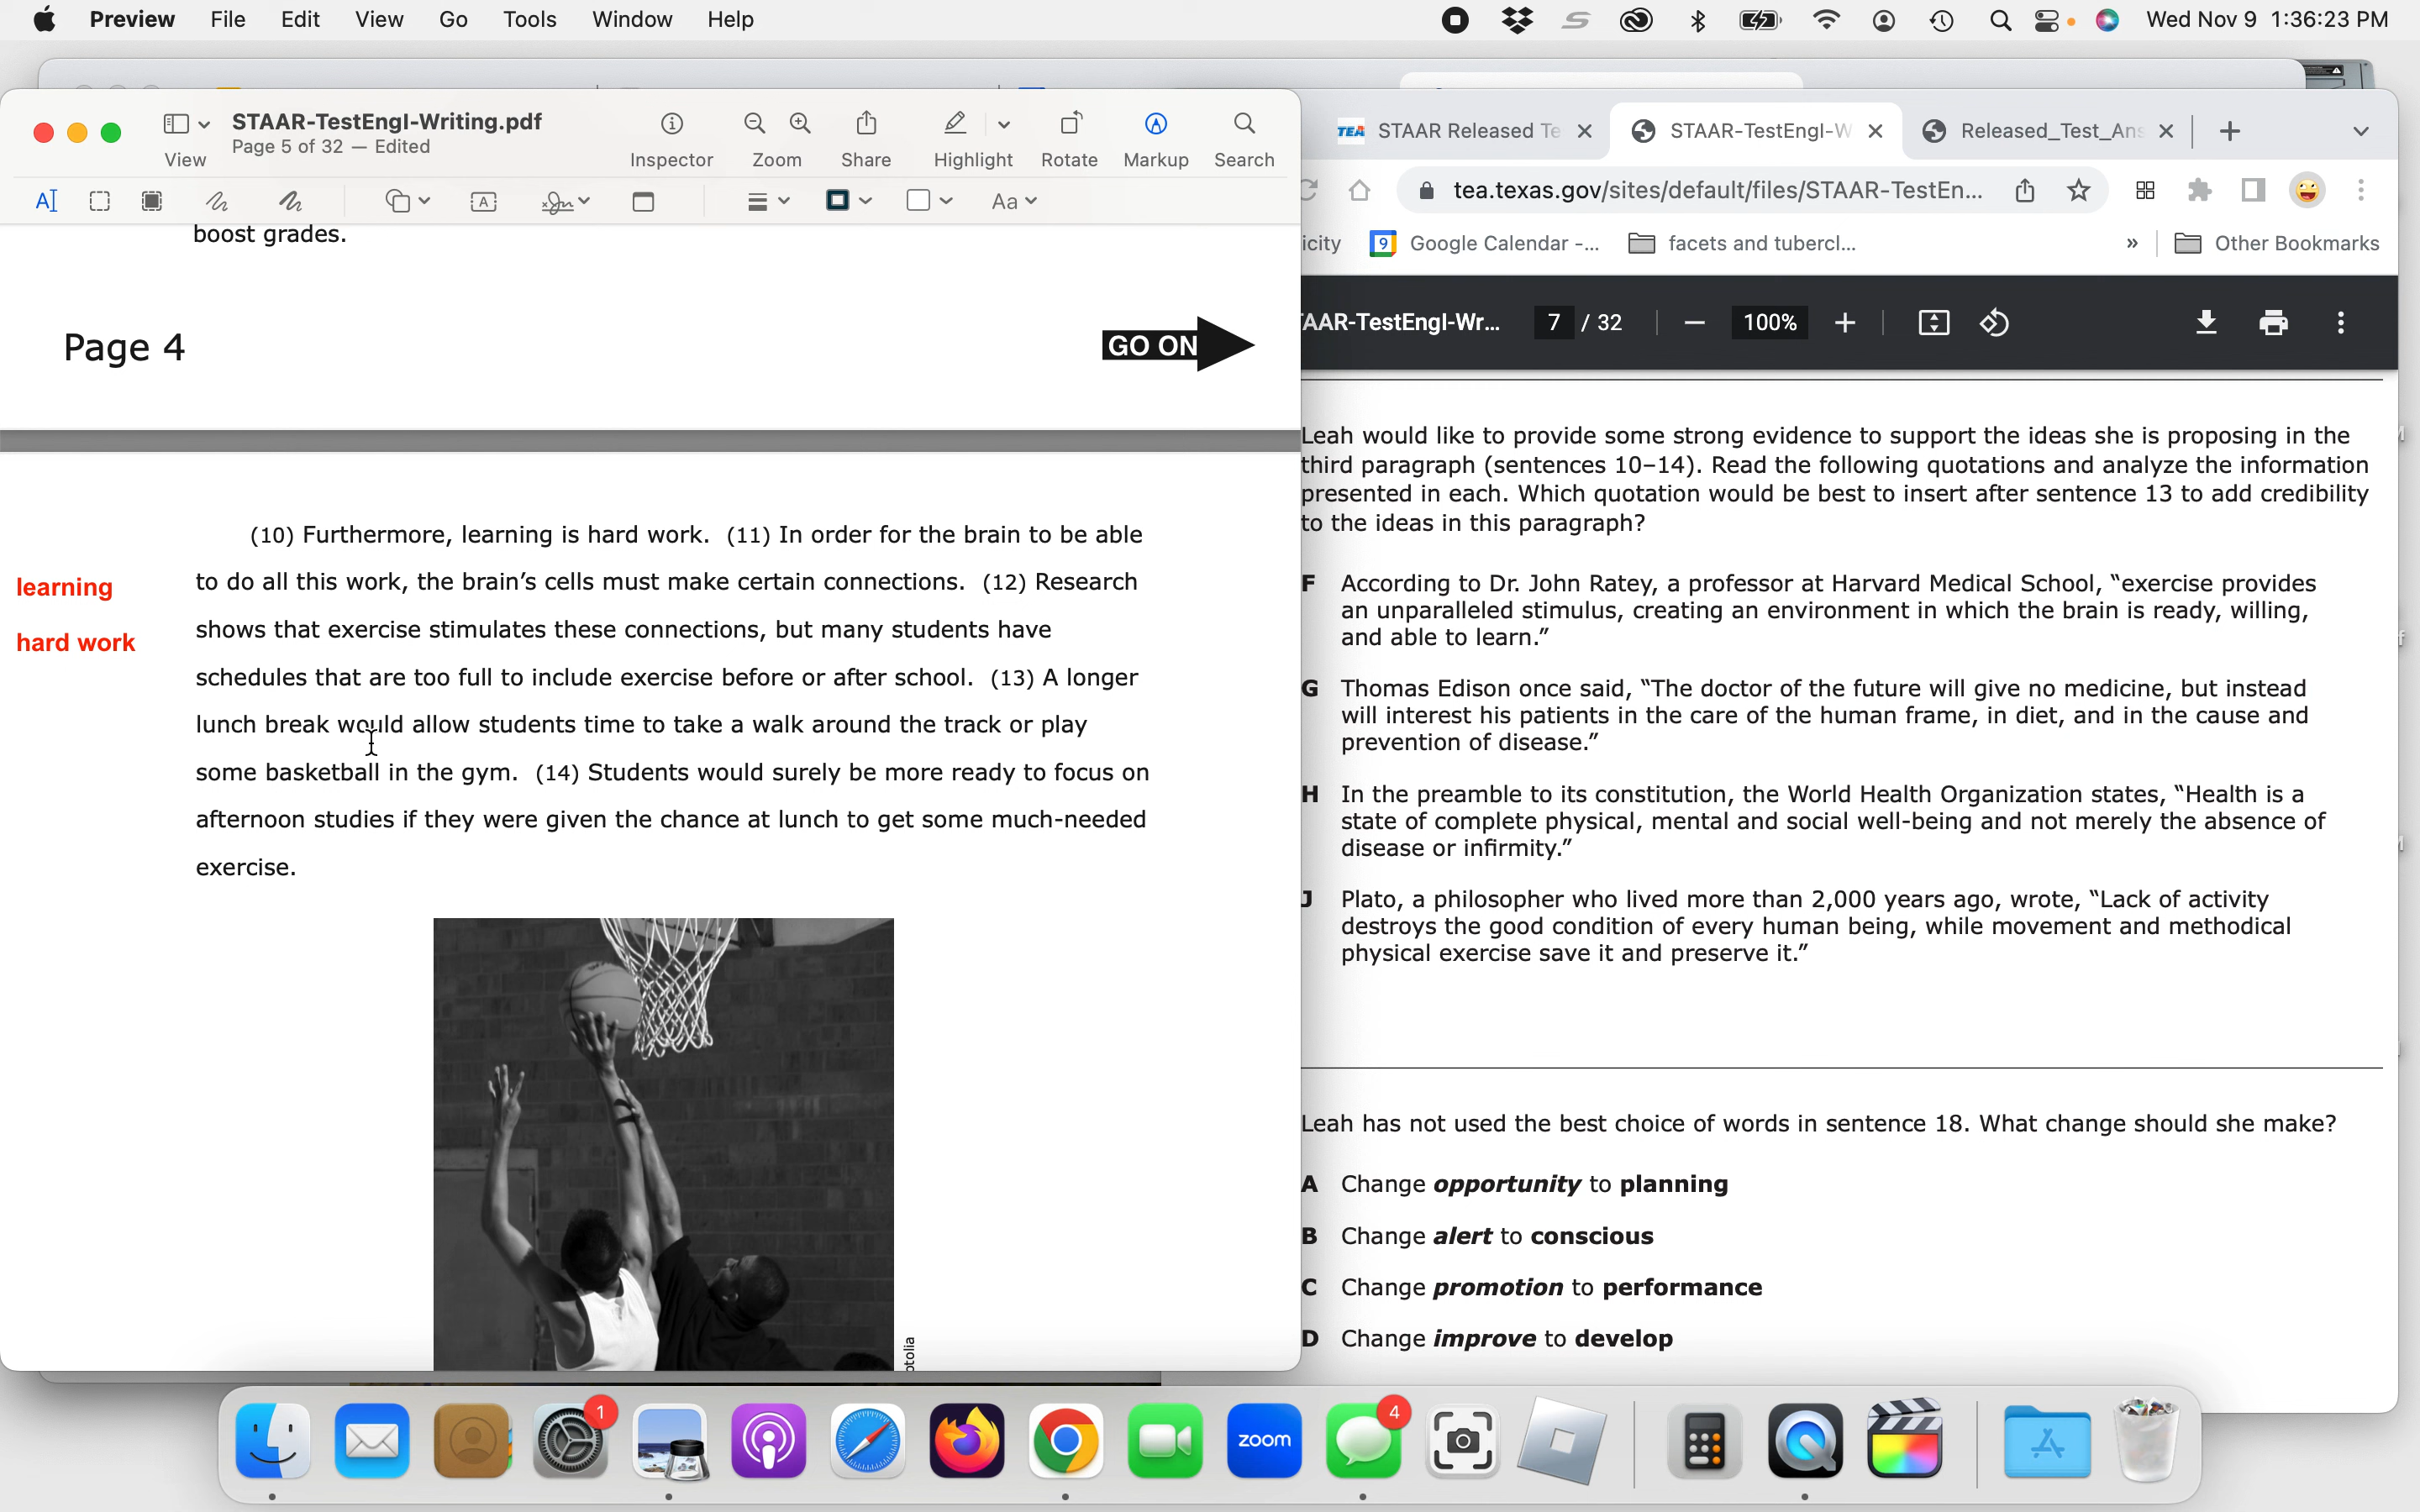 Preview File Edit View Go Tools Window Help Wed Nov 9 1:36:23 PM
STAAR-TestEngI-Writing.pdf
Page 5 of 32 — Edited
View Inspector Zoom Share Highlight Rotate Markup Search
Aa
boost grades.
Page 4
GO ON
learning
hard work
(10) Furthermore, learning is hard work. (11) In order for the brain to be able
to do all this work, the brain’s cells must make certain connections. (12) Research
shows that exercise stimulates these connections, but many students have
schedules that are too full to include exercise before or after school. (13) A longer
lunch break would allow students time to take a walk around the track or play
some basketball in the gym. (14) Students would surely be more ready to focus on
afternoon studies if they were given the chance at lunch to get some much-needed
exercise.
otolia
TEA STAAR Released Te
STAAR-TestEngI-W
Released_Test_Ans
tea.texas.gov/sites/default/files/STAAR-TestEn...
icity 9 Google Calendar -... facets and tubercl... » Other Bookmarks
AAR-TestEngI-Wr... 7 / 32 100%
Leah would like to provide some strong evidence to support the ideas she is proposing in the
third paragraph (sentences 10–14). Read the following quotations and analyze the information
presented in each. Which quotation would be best to insert after sentence 13 to add credibility
to the ideas in this paragraph?
F According to Dr. John Ratey, a professor at Harvard Medical School, “exercise provides
an unparalleled stimulus, creating an environment in which the brain is ready, willing,
and able to learn.”
G Thomas Edison once said, “The doctor of the future will give no medicine, but instead
will interest his patients in the care of the human frame, in diet, and in the cause and
prevention of disease.”
H In the preamble to its constitution, the World Health Organization states, “Health is a
state of complete physical, mental and social well-being and not merely the absence of
disease or infirmity.”
J Plato, a philosopher who lived more than 2,000 years ago, wrote, “Lack of activity
destroys the good condition of every human being, while movement and methodical
physical exercise save it and preserve it.”
Leah has not used the best choice of words in sentence 18. What change should she make?
A Change opportunity to planning
B Change alert to conscious
C Change promotion to performance
D Change improve to develop
1
zoom
4